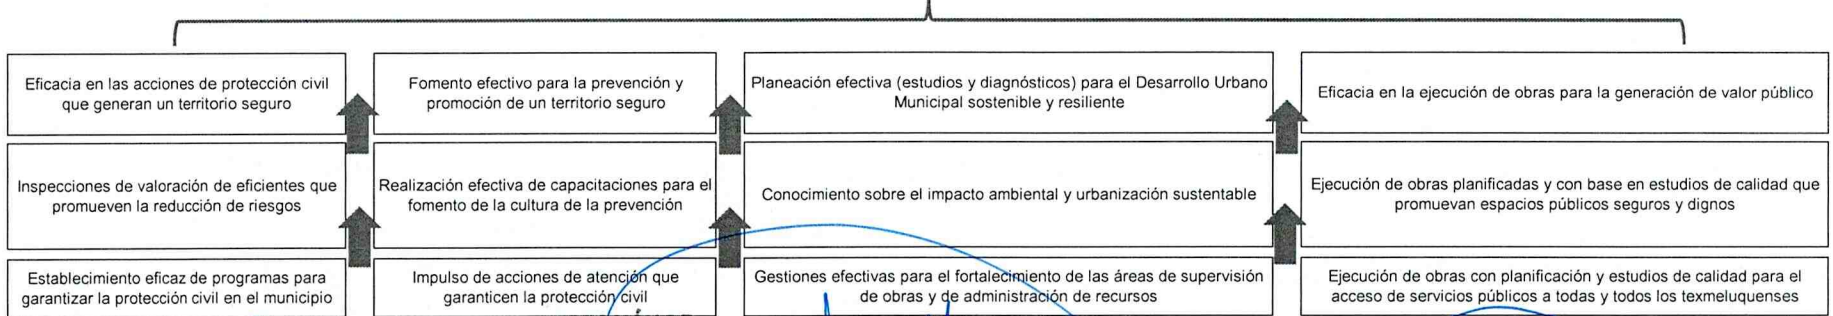 Eficacia en las acciones de protección civil
que generan un territorio seguro
Fomento efectivo para la prevención y
promoción de un territorio seguro
Planeación efectiva (estudios y diagnósticos) para el Desarrollo Urbano
Municipal sostenible y resiliente
Eficacia en la ejecución de obras para la generación de valor público
Inspecciones de valoración de eficientes que
promueven la reducción de riesgos
Realización efectiva de capacitaciones para el
fomento de la cultura de la prevención
Conocimiento sobre el impacto ambiental y urbanización sustentable
Ejecución de obras planificadas y con base en estudios de calidad que
promuevan espacios públicos seguros y dignos
Establecimiento eficaz de programas para
garantizar la protección civil en el municipio
Impulso de acciones de atención que
garanticen la protección civil
Gestiones efectivas para el fortalecimiento de las áreas de supervisión
de obras y de administración de recursos
Ejecución de obras con planificación y estudios de calidad para el
acceso de servicios públicos a todas y todos los texmeluquenses